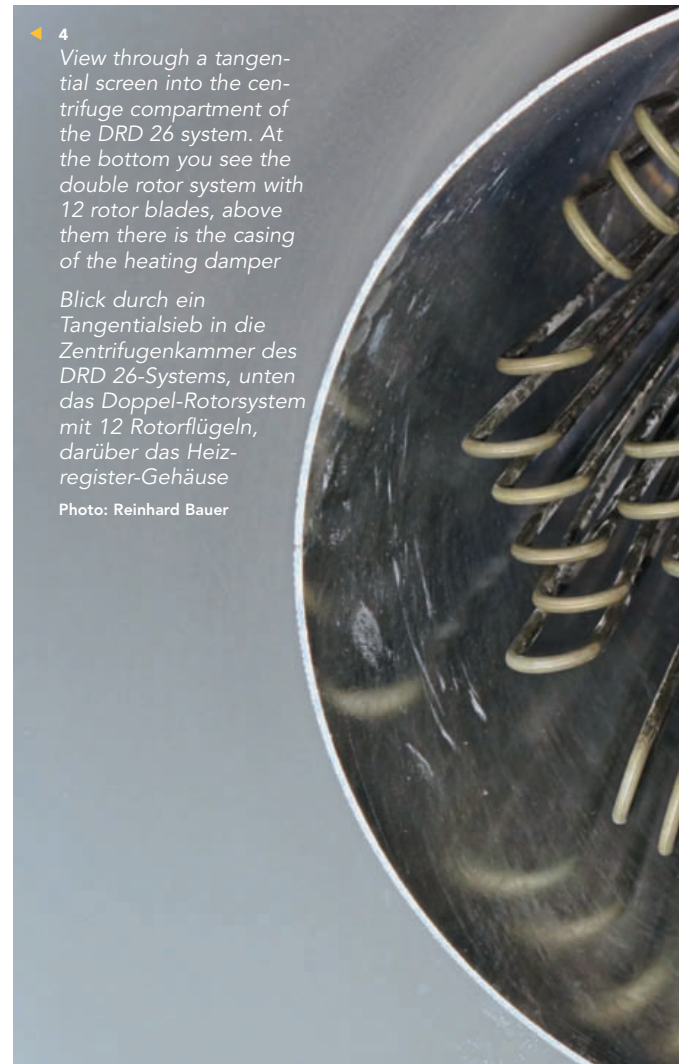 4
View through a tangen-
tial screen into the cen-
trifuge compartment of
the DRD 26 system. At
the bottom you see the
double rotor system with
12 rotor blades, above
them there is the casing
of the heating damper
Blick durch ein
Tangentialsieb in die
Zentrifugenkammer des
DRD 26-Systems, unten
das Doppel-Rotorsystem
mit 12 Rotorflügeln,
darüber das Heiz-
register-Gehäuse
Photo: Reinhard Bauer